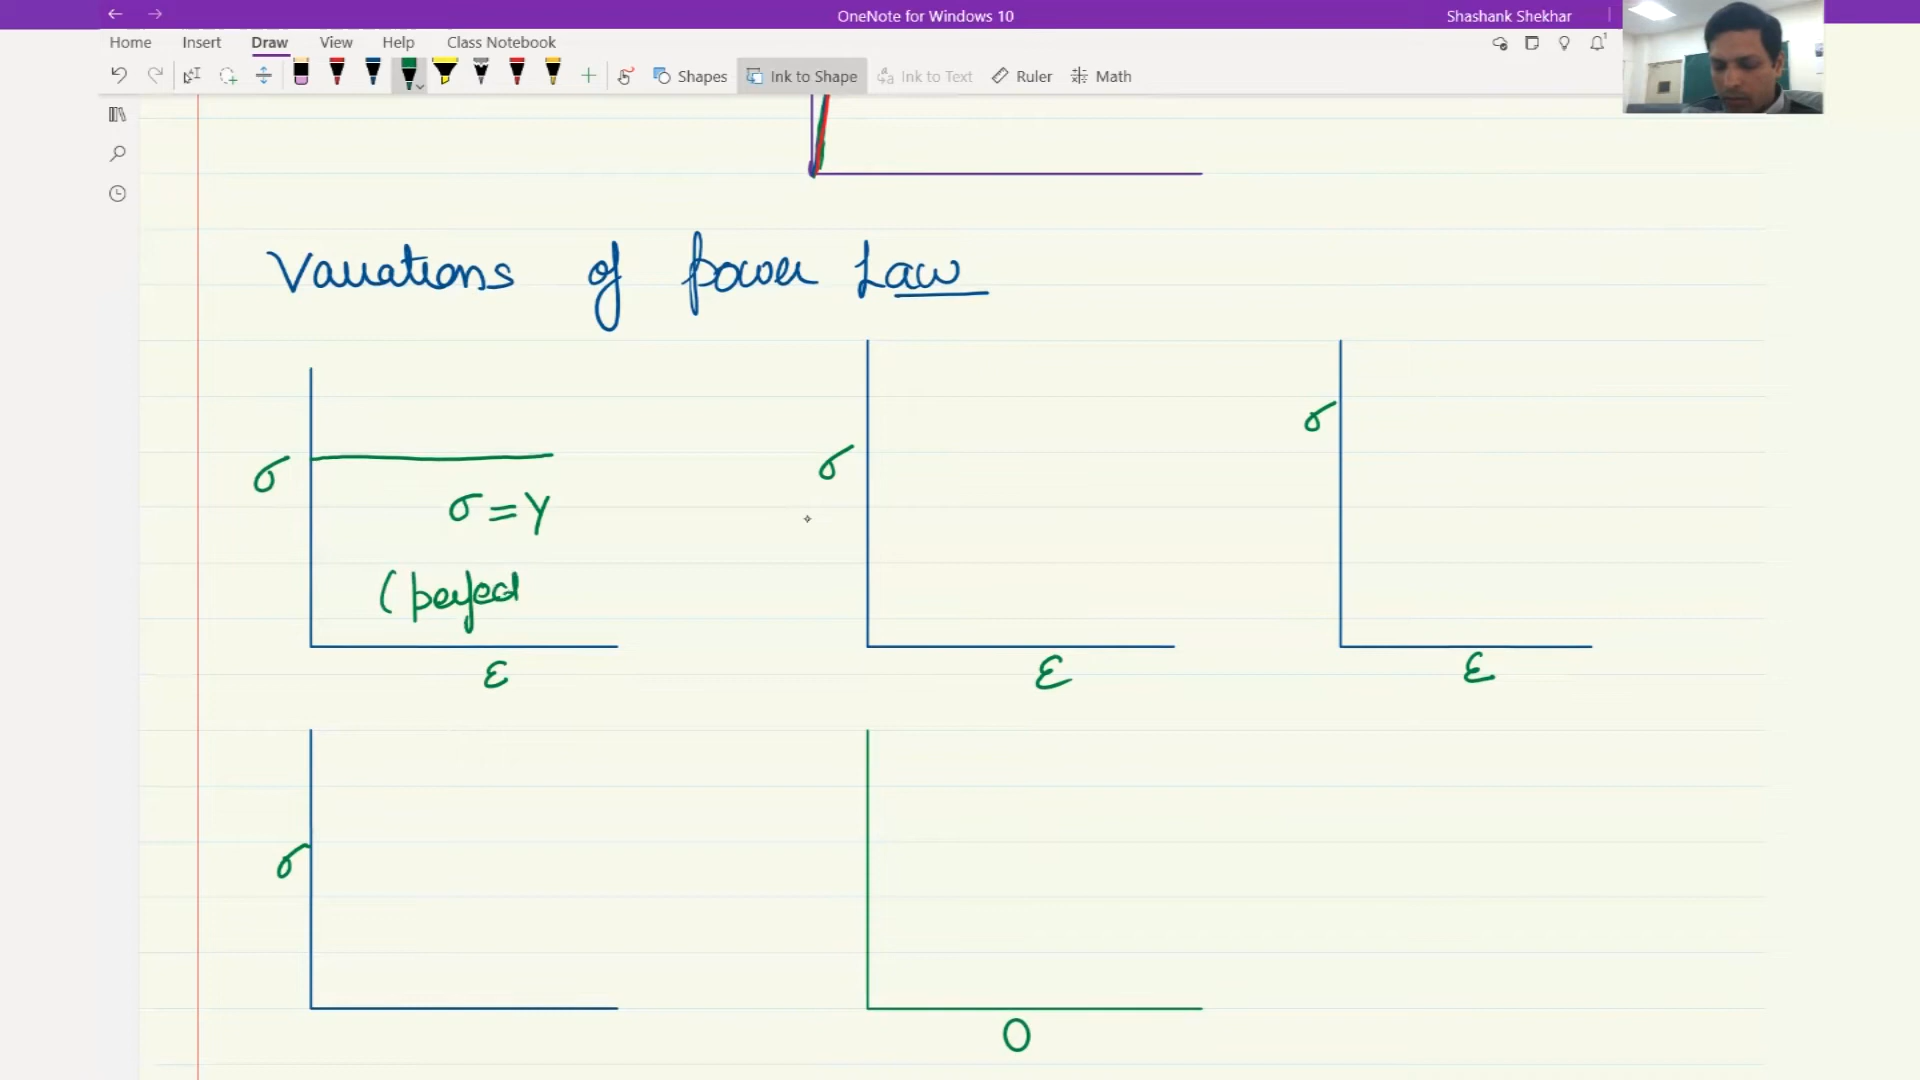 OneNote for Windows 10
Shashank Shekhar
Home Insert Draw View Help Class Notebook
Shapes Ink to Shape Ink to Text Ruler Math
Variations of power Law
σ
σ
σ
σ = Y
(perfect
ε
ε
ε
σ
O